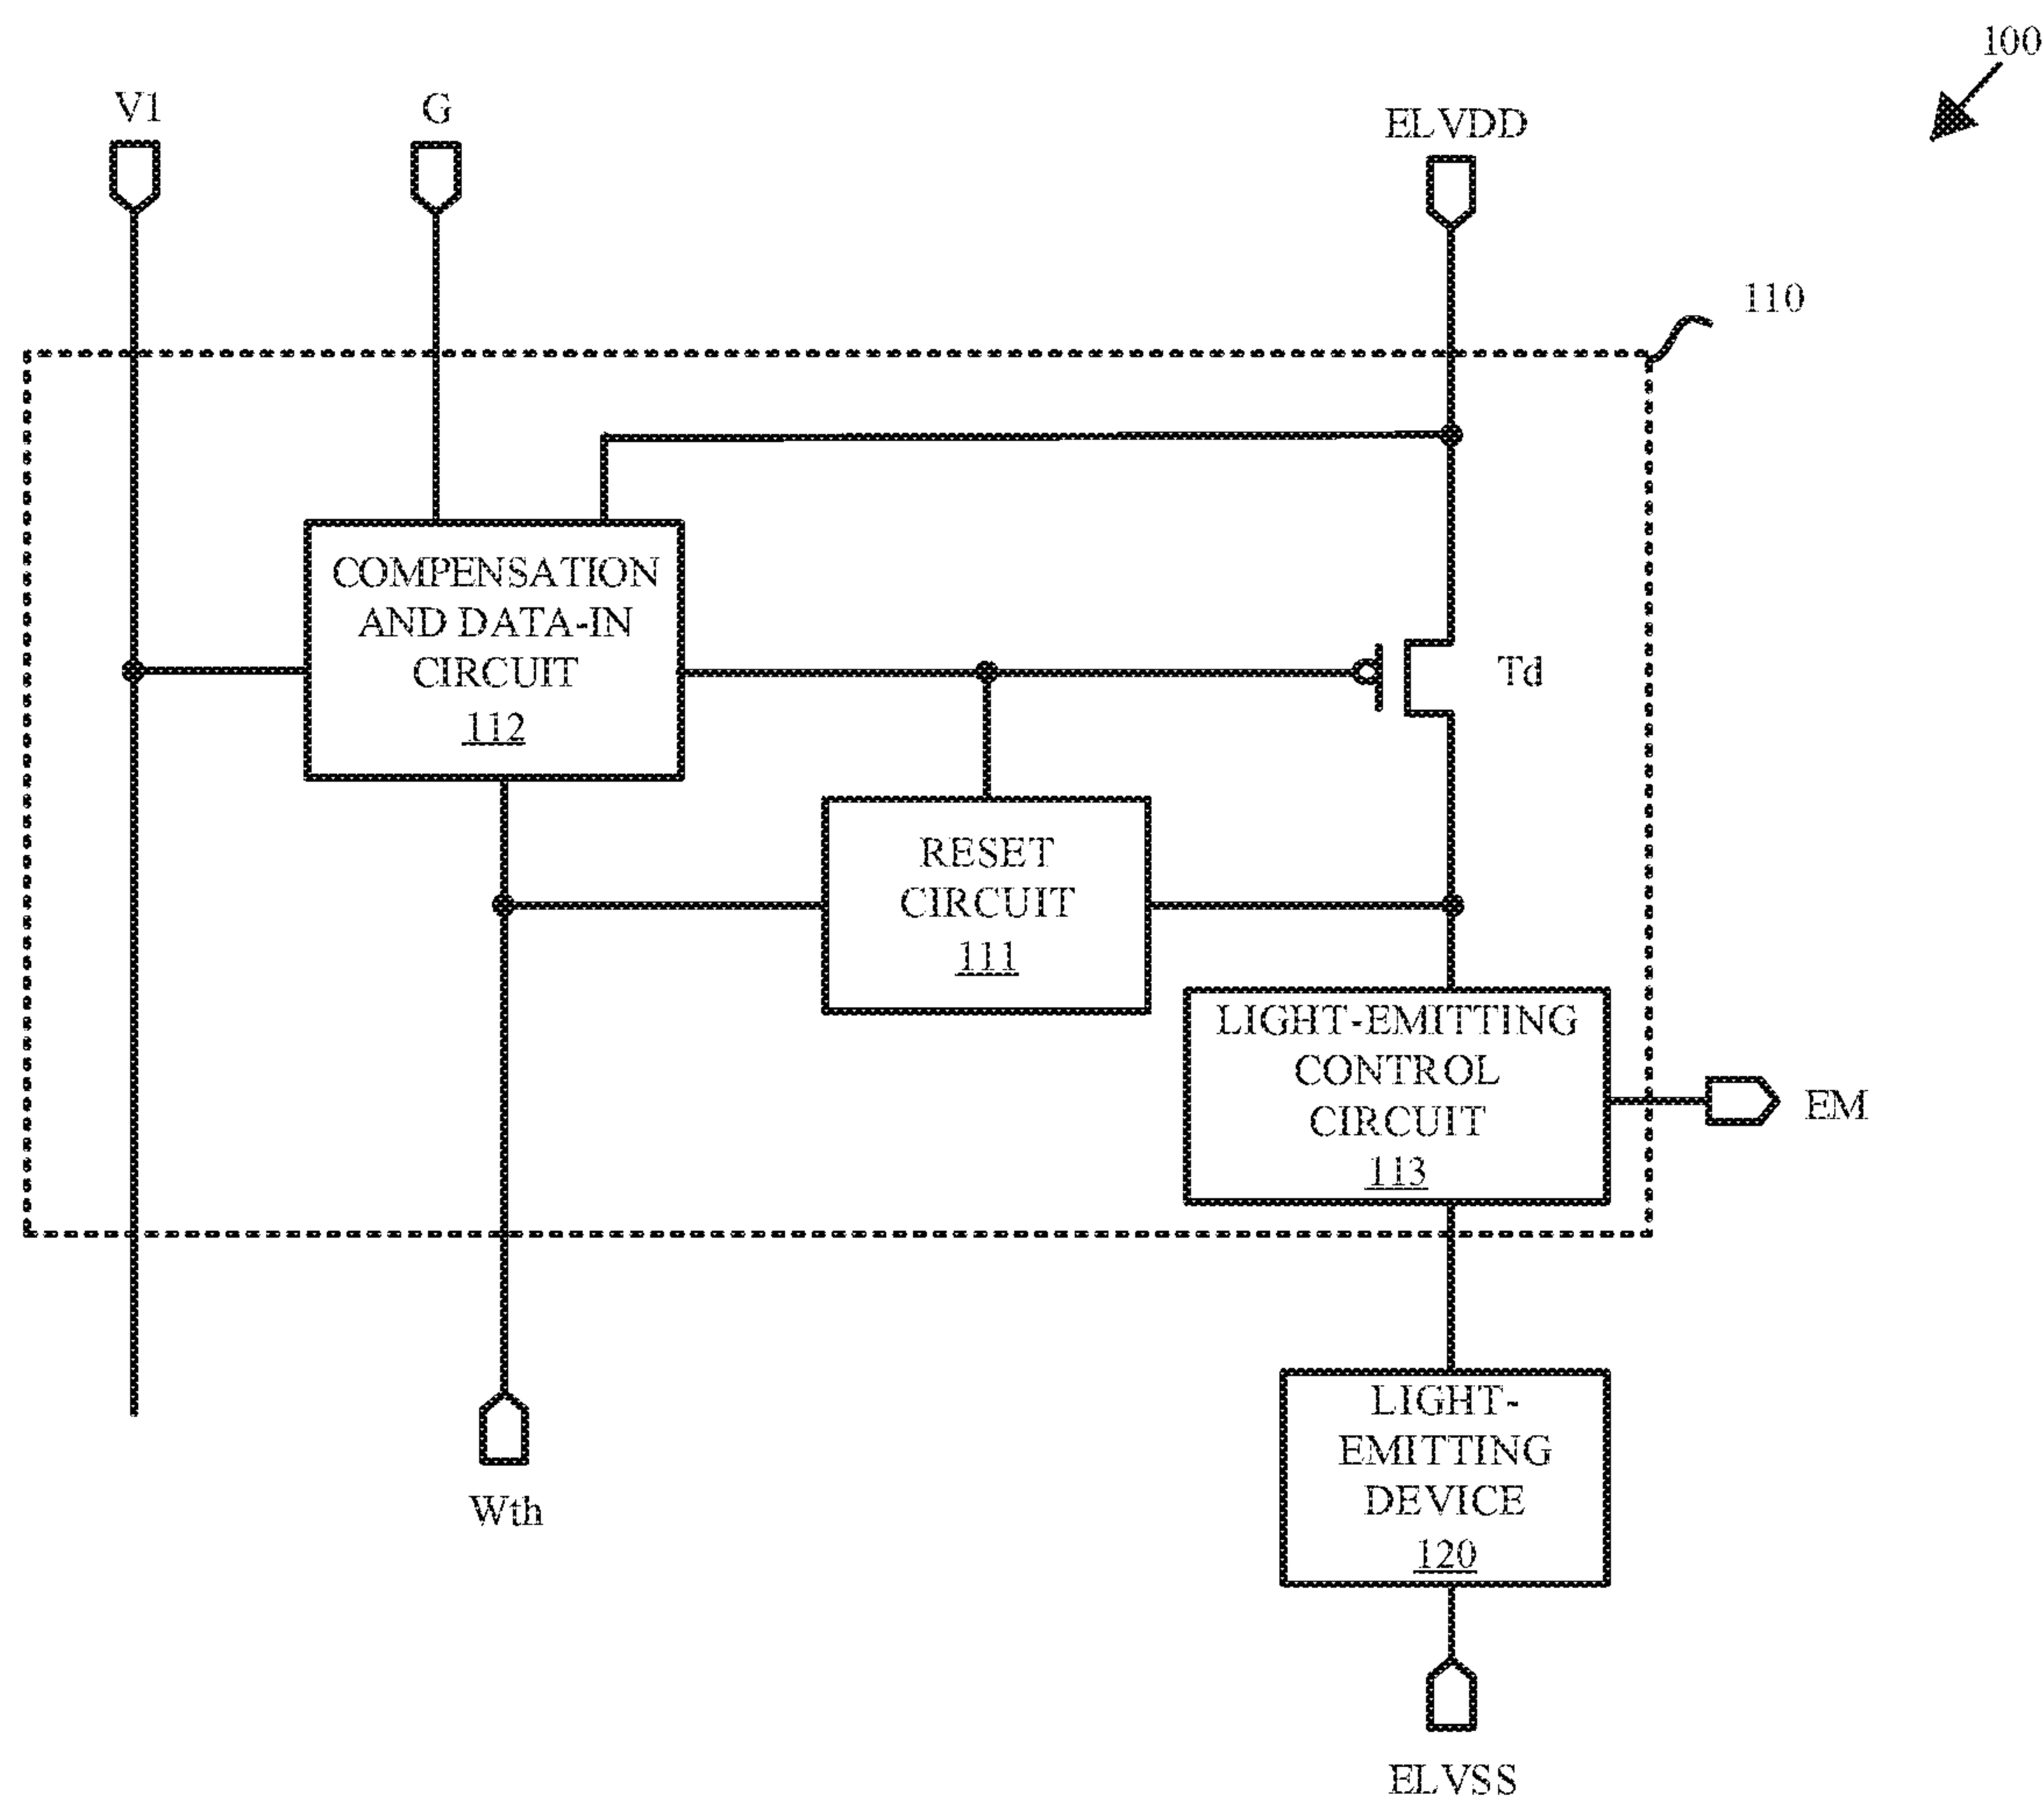 100
V1
G
ELVDD
110
COMPENSATION
AND DATA-IN
CIRCUIT
112
Td
RESET
CIRCUIT
111
LIGHT-EMITTING
CONTROL
CIRCUIT
113
EM
LIGHT-
EMITTING
DEVICE
120
Wth
ELVSS